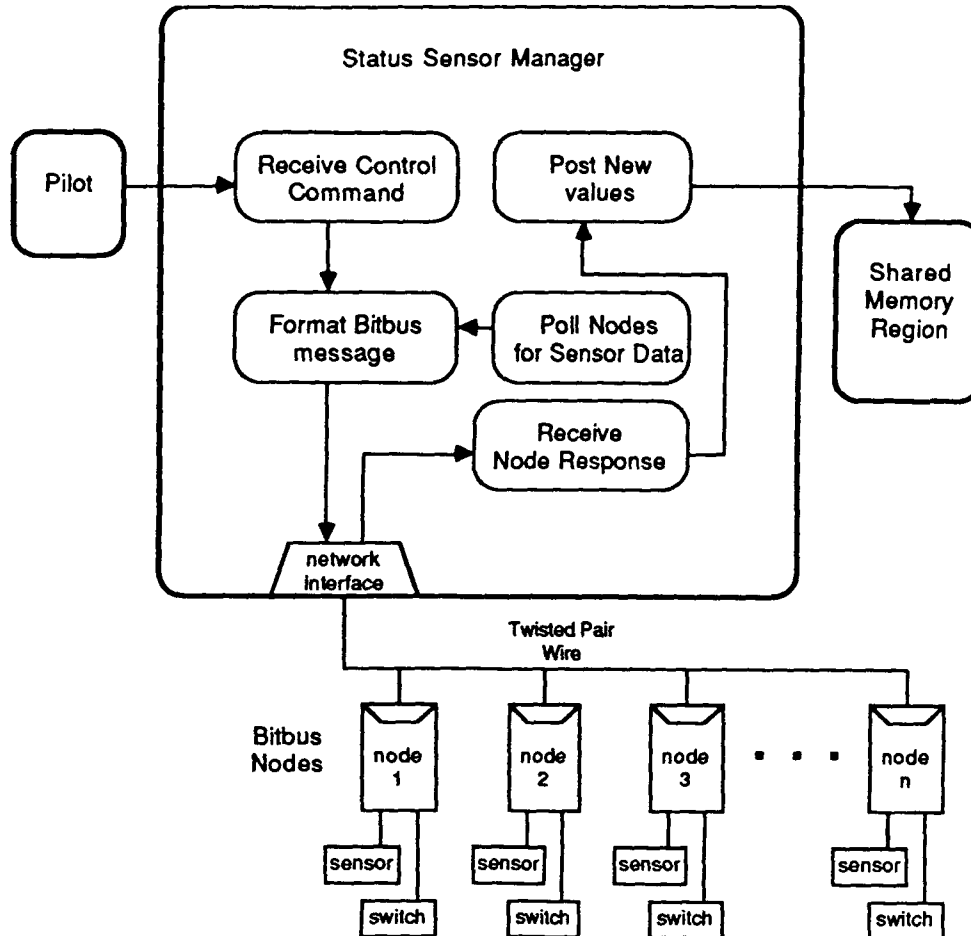 Status Sensor Manager
Pilot
Receive Control
Command
Post New
values
Shared
Memory
Region
Format Bitbus
message
Poll Nodes
for Sensor Data
Receive
Node Response
network
interface
Twisted Pair
Wire
Bitbus
Nodes
node
1
node
2
node
3
node
n
sensor
sensor
sensor
sensor
switch
switch
switch
switch